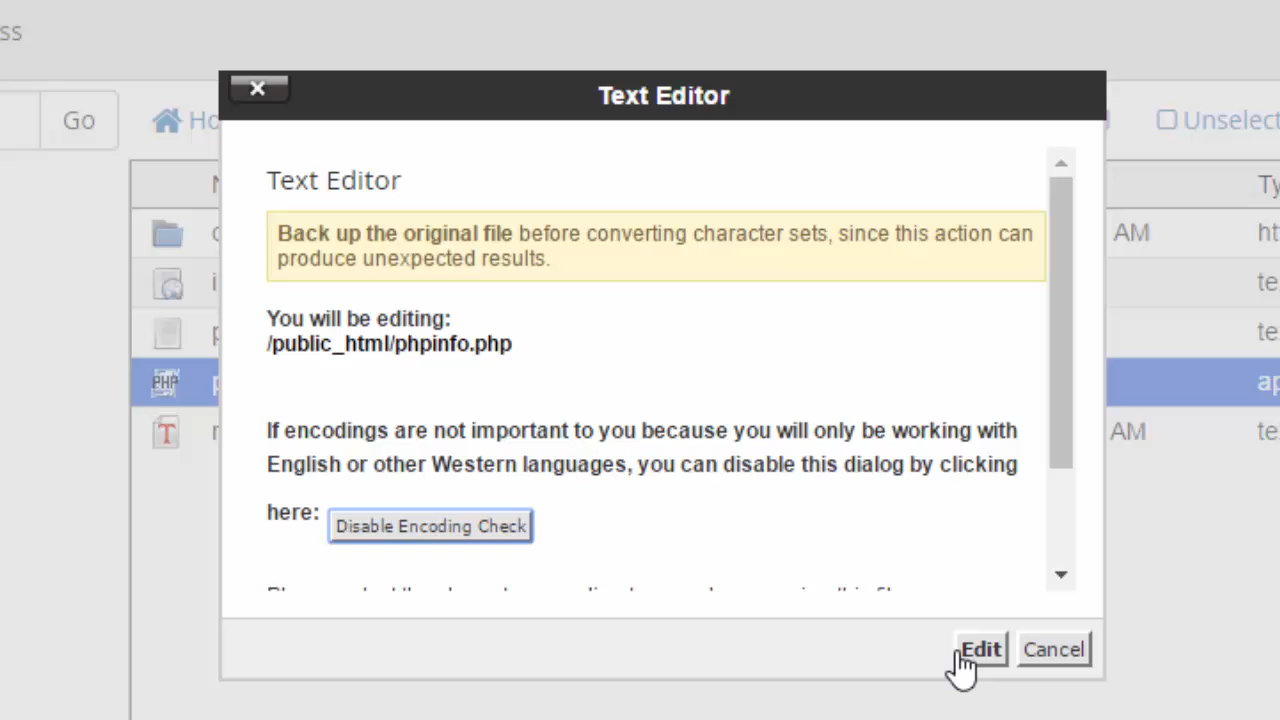 ss
Text Editor
Go
Unselect
Text Editor
Back up the original file before converting character sets, since this action can
produce unexpected results.
AM
You will be editing:
/public_html/phpinfo.php
PHP
If encodings are not important to you because you will only be working with
AM
English or other Western languages, you can disable this dialog by clicking
here: Disable Encoding Check
Edit Cancel